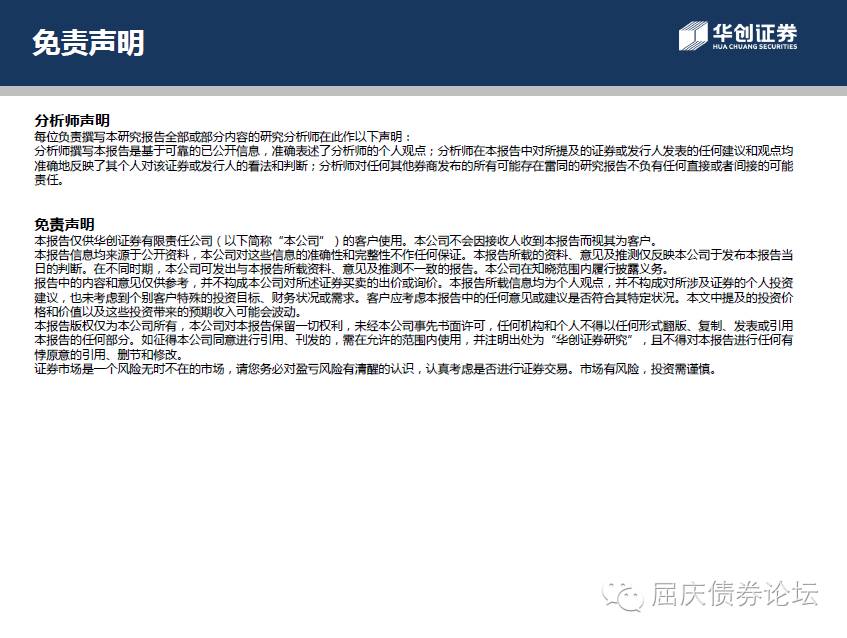 免责声明
华创证券
HUA CHUANG SECURITIES
分析师声明
每位负责撰写本研究报告全部或部分内容的研究分析师在此作以下声明：
分析师撰写本报告是基于可靠的已公开信息，准确表述了分析师的个人观点；分析师在本报告中对所提及的证券或发行人发表的任何建议和观点均
准确地反映了其个人对该证券或发行人的看法和判断；分析师对任何其他券商发布的所有可能存在雷同的研究报告不负有任何直接或者间接的可能
责任。
免责声明
本报告仅供华创证券有限责任公司（以下简称“本公司”）的客户使用。本公司不会因接收人收到本报告而视其为客户。
本报告信息均来源于公开资料，本公司对这些信息的准确性和完整性不作任何保证。本报告所载的资料、意见及推测仅反映本公司于发布本报告当
日的判断。在不同时期，本公司可发出与本报告所载资料、意见及推测不一致的报告。本公司在知晓范围内履行披露义务。
报告中的内容和意见仅供参考，并不构成本公司对所述证券买卖的出价或询价。本报告所载信息均为个人观点，并不构成对所涉及证券的个人投资
建议，也未考虑到个别客户特殊的投资目标、财务状况或需求。客户应考虑本报告中的任何意见或建议是否符合其特定状况。本文中提及的投资价
格和价值以及这些投资带来的预期收入可能会波动。
本报告版权仅为本公司所有，本公司对本报告保留一切权利，未经本公司事先书面许可，任何机构和个人不得以任何形式翻版、复制、发表或引用
本报告的任何部分。如征得本公司同意进行引用、刊发的，需在允许的范围内使用，并注明出处为“华创证券研究”，且不得对本报告进行任何有
悖原意的引用、删节和修改。
证券市场是一个风险无时不在的市场，请您务必对盈亏风险有清醒的认识，认真考虑是否进行证券交易。市场有风险，投资需谨慎。
屈庆债券论坛